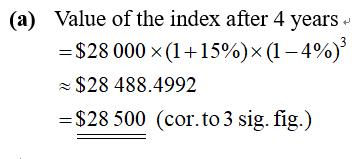 (a) Value of the index after 4 years
=$28 000 × (1+15%) × (1−4%)³
≈ $28 488.4992
=$28 500 (cor. to 3 sig. fig.)